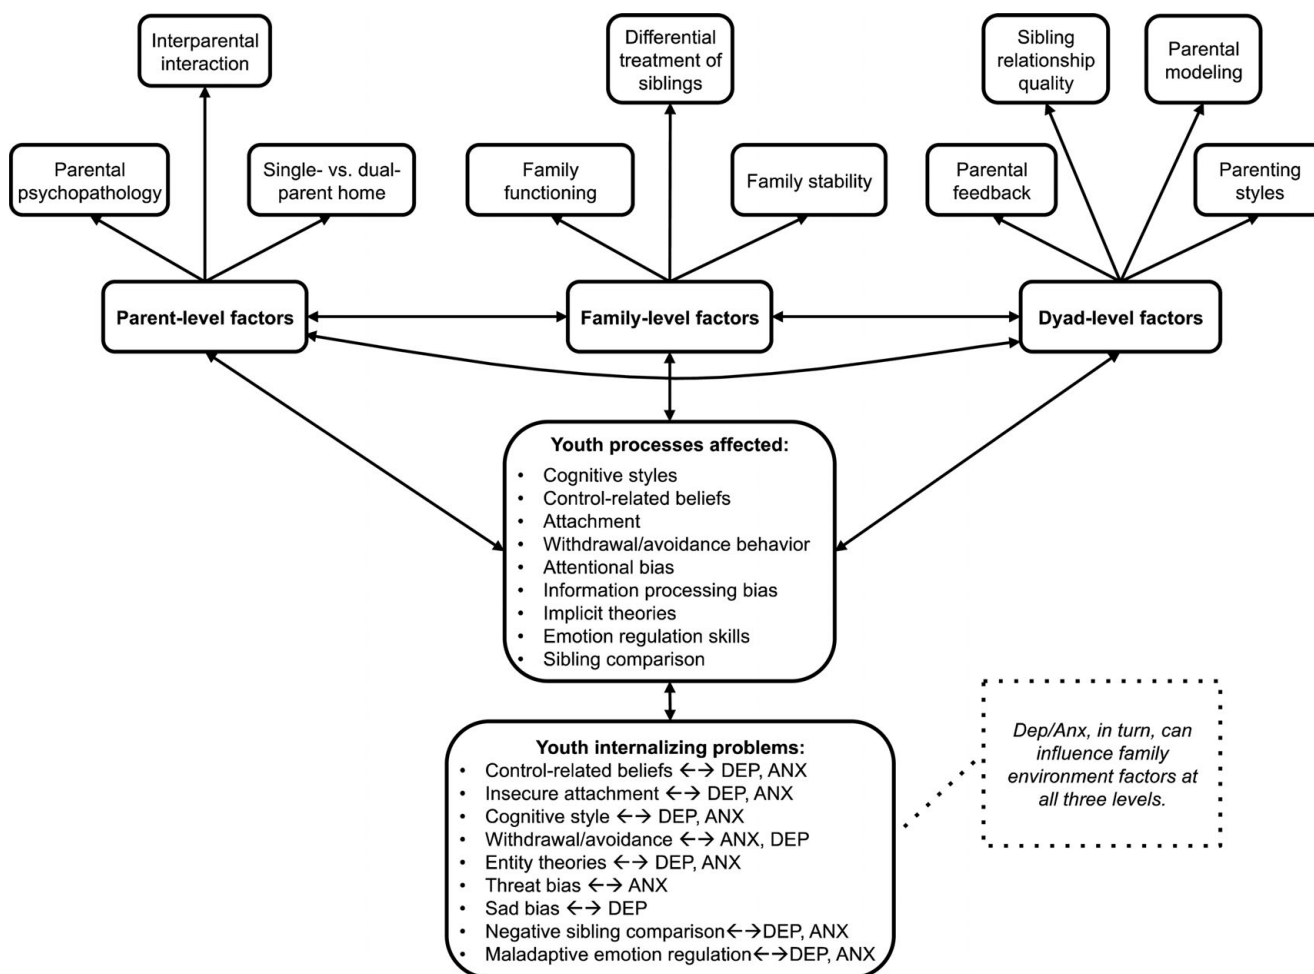 Interparental
interaction
Differential
treatment of
siblings
Sibling
relationship
quality
Parental
modeling
Parental
psychopathology
Single- vs. dual-
parent home
Family
functioning
Family stability
Parental
feedback
Parenting
styles
Parent-level factors
Family-level factors
Dyad-level factors
Youth processes affected:
• Cognitive styles
• Control-related beliefs
• Attachment
• Withdrawal/avoidance behavior
• Attentional bias
• Information processing bias
• Implicit theories
• Emotion regulation skills
• Sibling comparison
Youth internalizing problems:
• Control-related beliefs ←→ DEP, ANX
• Insecure attachment ←→ DEP, ANX
• Cognitive style ←→ DEP, ANX
• Withdrawal/avoidance ←→ ANX, DEP
• Entity theories ←→ DEP, ANX
• Threat bias ←→ ANX
• Sad bias ←→ DEP
• Negative sibling comparison←→DEP, ANX
• Maladaptive emotion regulation←→DEP, ANX
Dep/Anx, in turn, can
influence family
environment factors at
all three levels.